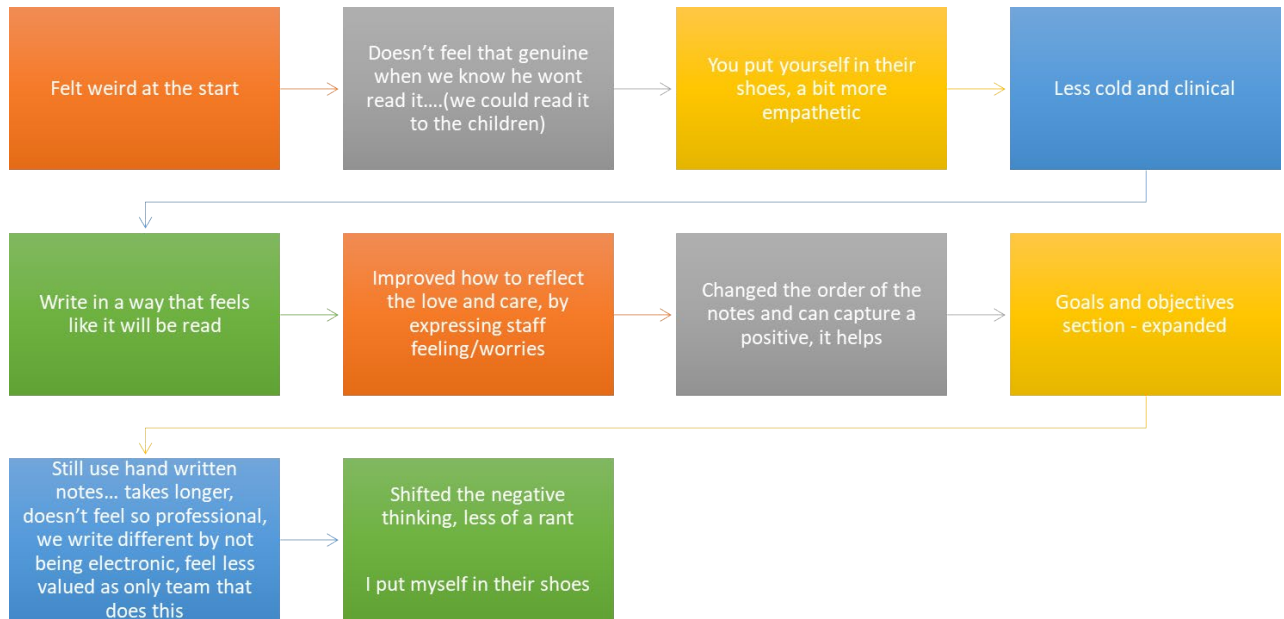 Felt weird at the start
Doesn’t feel that genuine
when we know he wont
read it....(we could read it
to the children)
You put yourself in their
shoes, a bit more
empathetic
Less cold and clinical
Write in a way that feels
like it will be read
Improved how to reflect
the love and care, by
expressing staff
feeling/worries
Changed the order of the
notes and can capture a
positive, it helps
Goals and objectives
section - expanded
Still use hand written
notes... takes longer,
doesn’t feel so professional,
we write different by not
being electronic, feel less
valued as only team that
does this
Shifted the negative
thinking, less of a rant
I put myself in their shoes